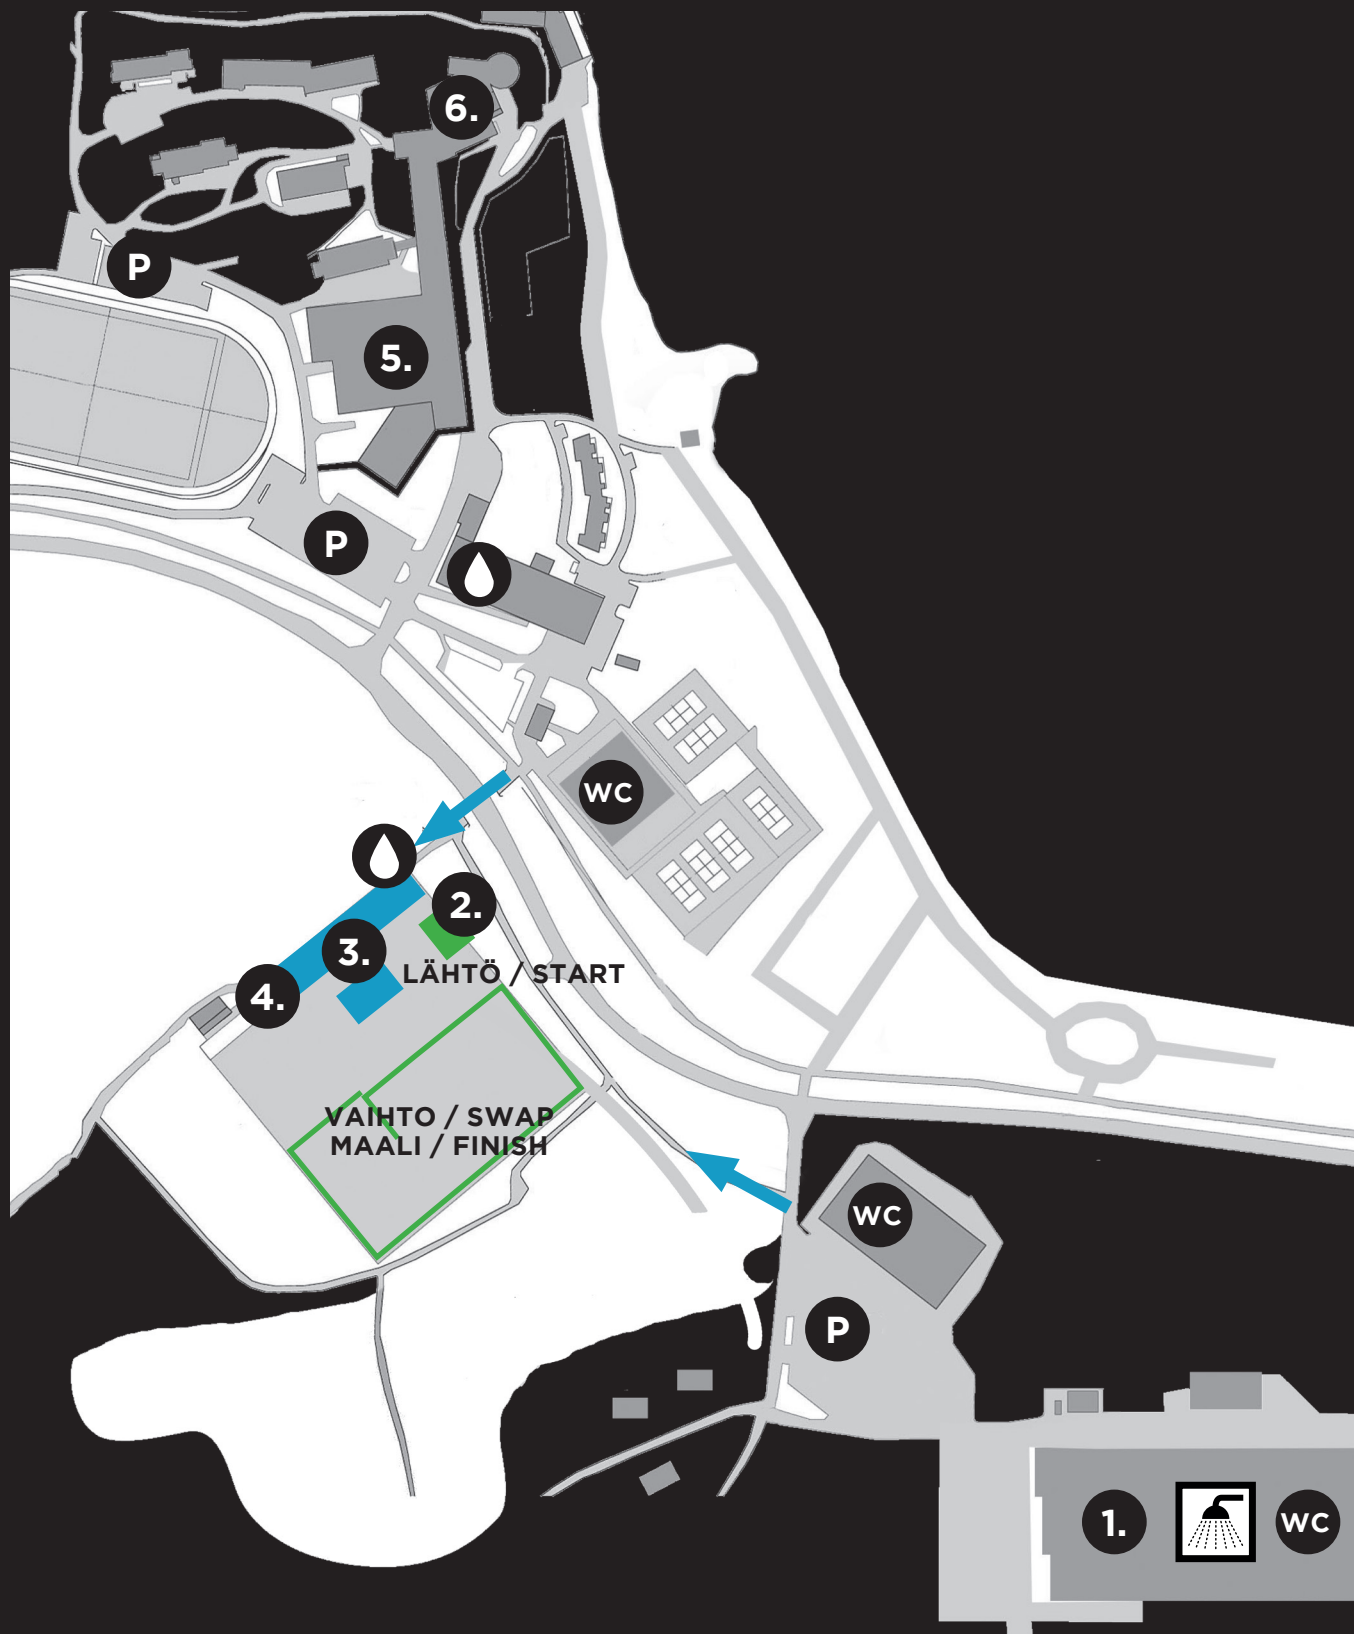 6.
P
5.
P
WC
2.
3.
LÄHTÖ / START
4.
VAIHTO / SWAP
MAALI / FINISH
WC
P
1.
WC